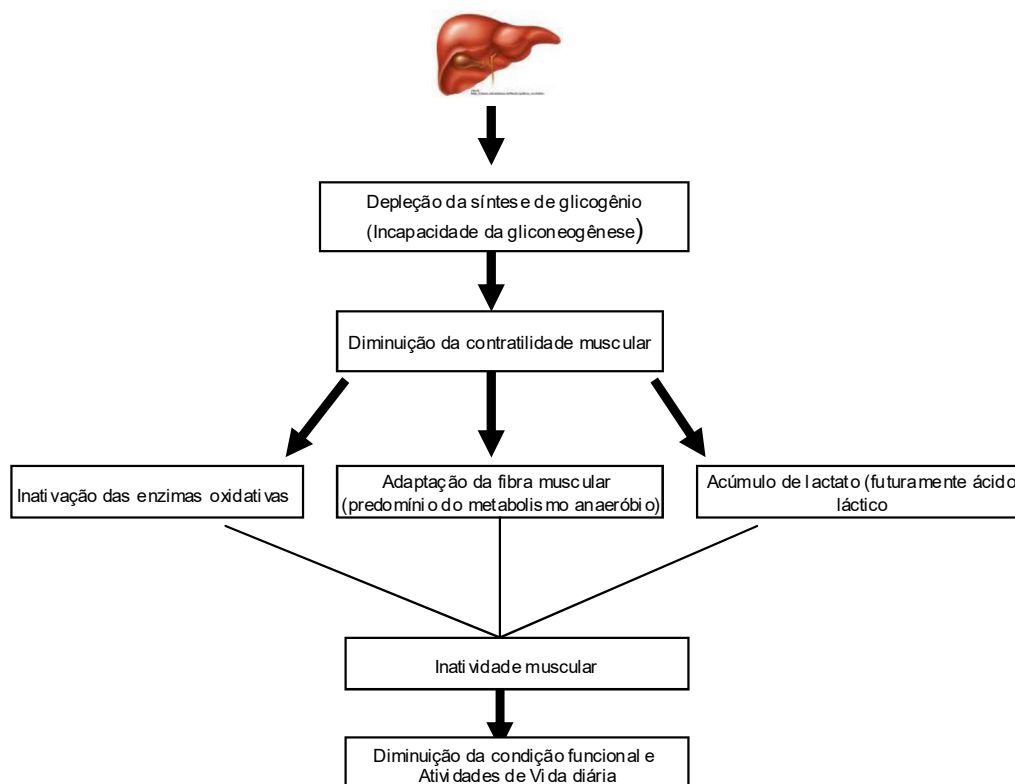 Depleção da síntese de glicogênio
(Incapacidade da gliconeogênese)
Diminuição da contratilidade muscular
Inativação das enzimas oxidativas
Adaptação da fibra muscular
(predomínio do metabolismo anaeróbio)
Acúmulo de lactato (futuramente ácido
láctico
Inatividade muscular
Diminuição da condição funcional e
Atividades de Vida diária